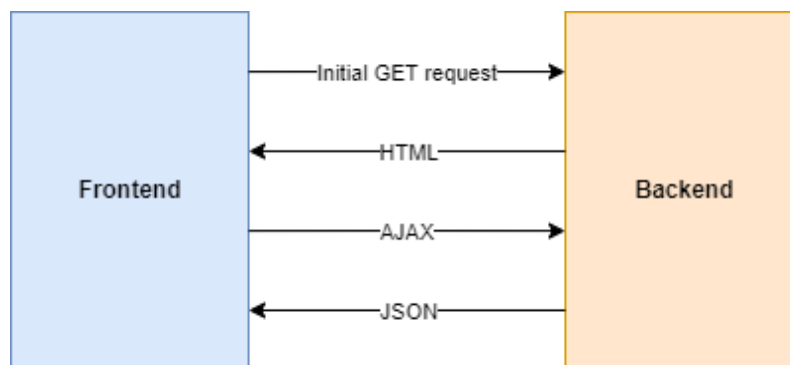 Initial GET request
HTML
Frontend
Backend
AJAX
JSON